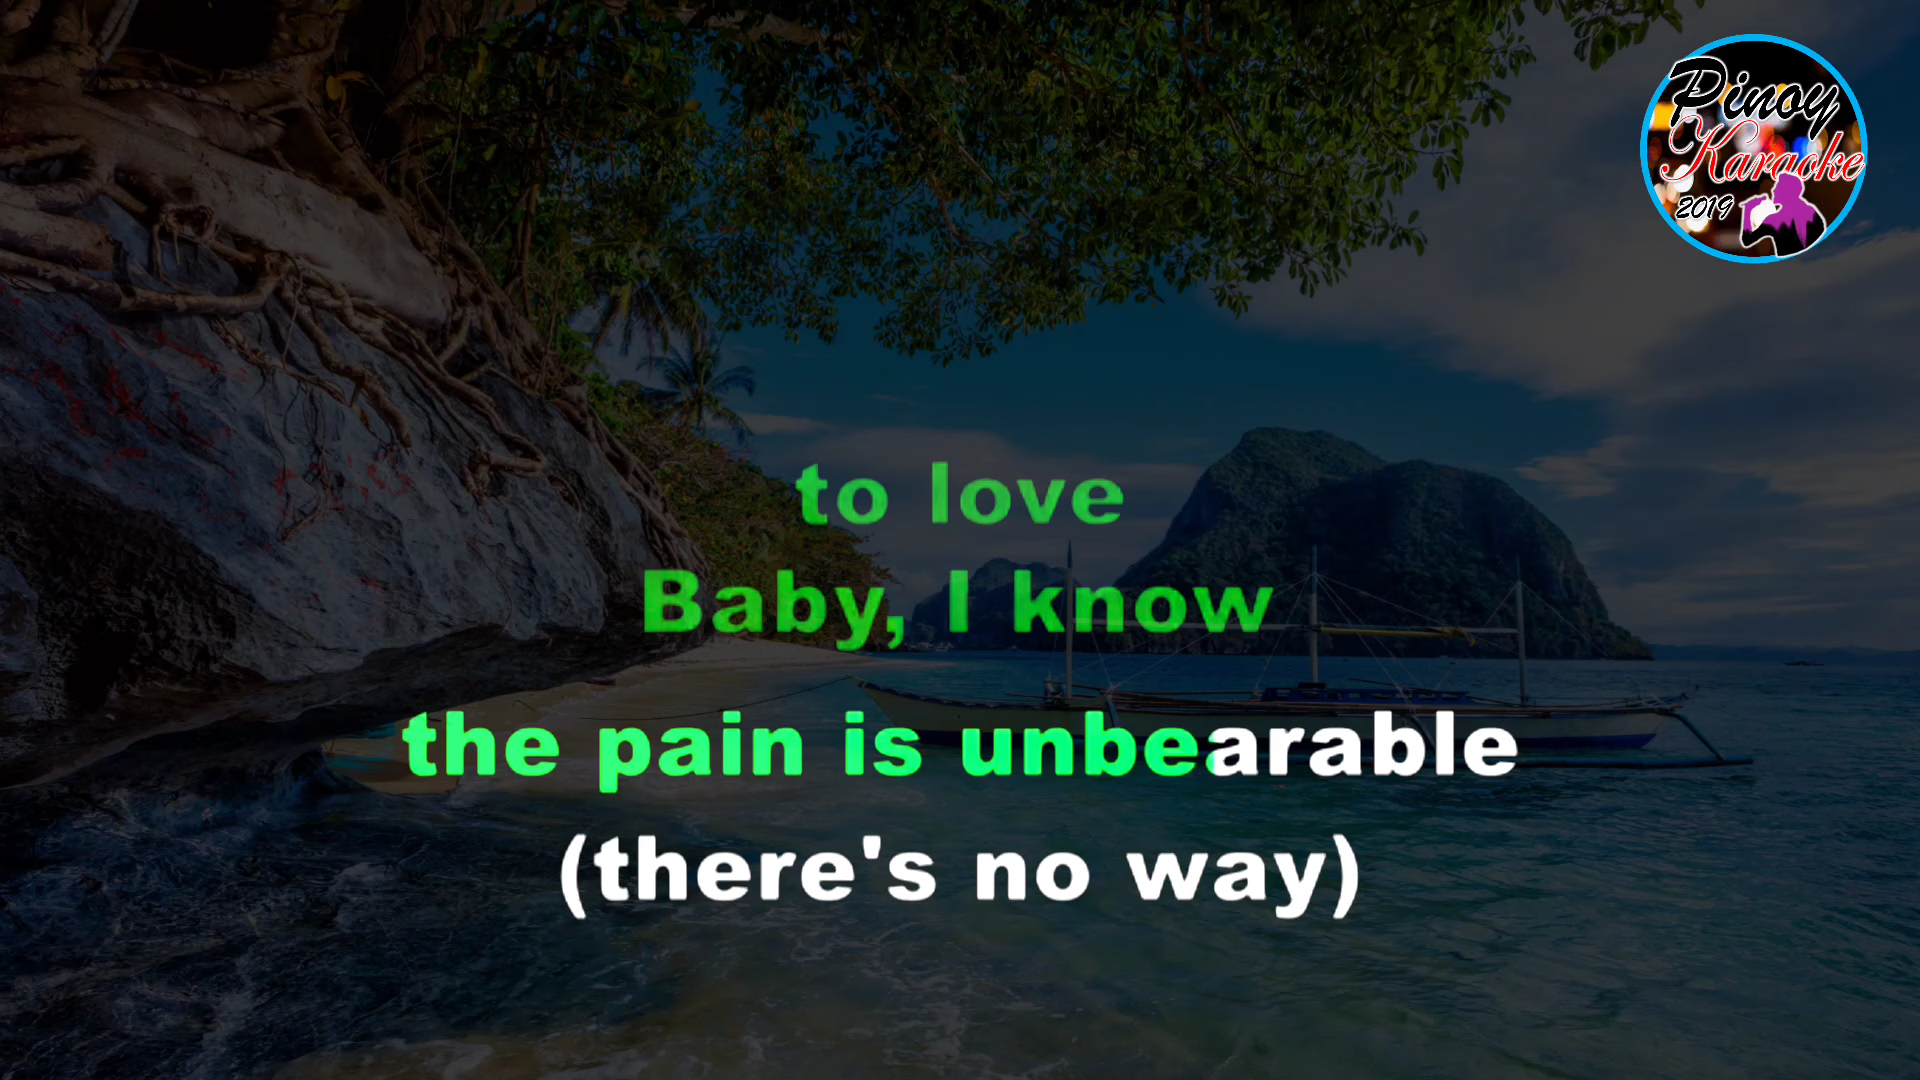 Pinoy
Karaoke
2019
to love
Baby, I know
the pain is unbearable
(there's no way)